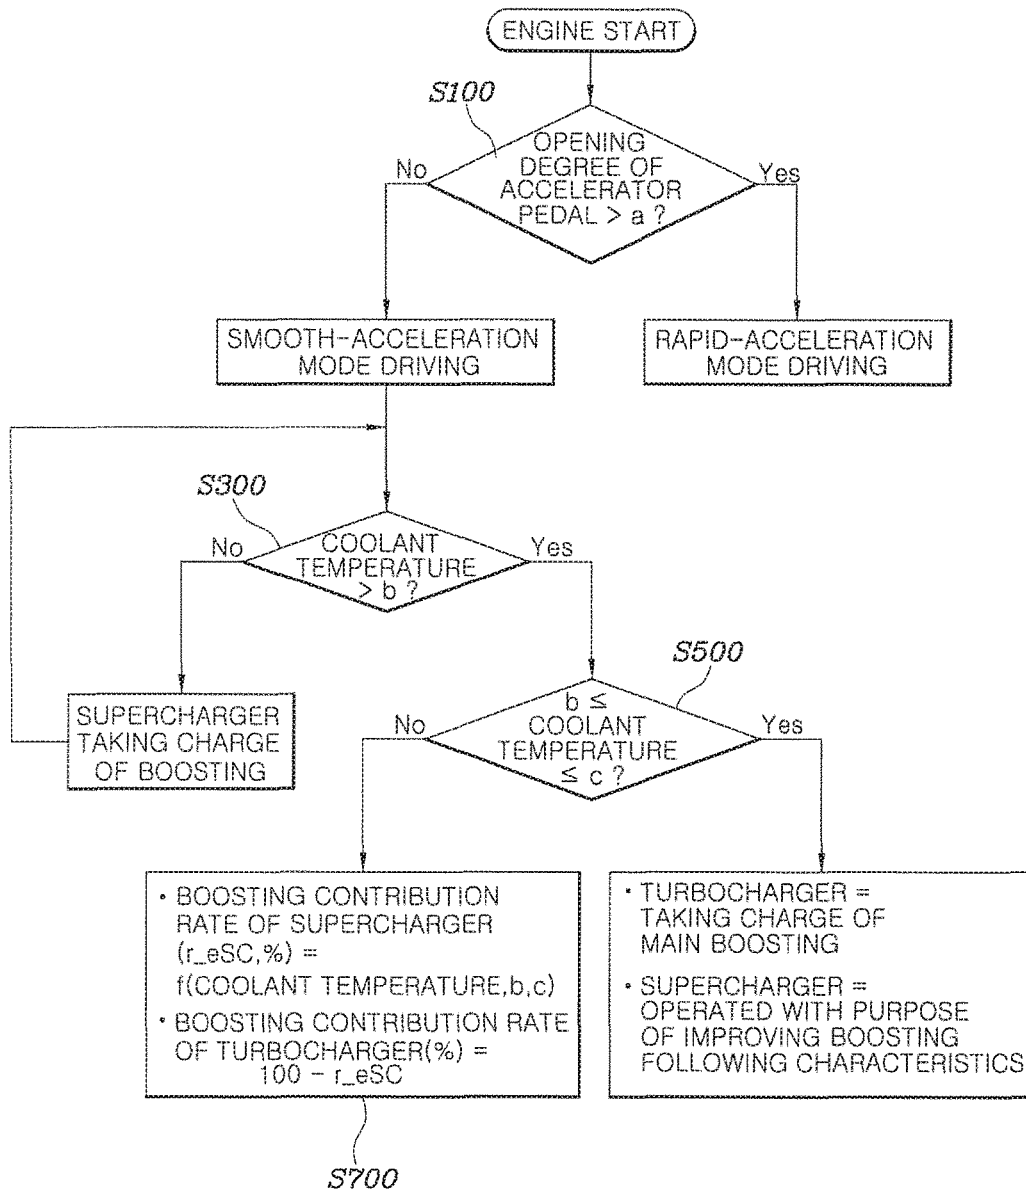 ENGINE START
S100
OPENING
DEGREE OF
ACCELERATOR
PEDAL > a ?
No
Yes
SMOOTH-ACCELERATION
MODE DRIVING
RAPID-ACCELERATION
MODE DRIVING
S300
No
COOLANT
TEMPERATURE
> b ?
Yes
SUPERCHARGER
TAKING CHARGE
OF BOOSTING
S500
No
b ≤
COOLANT
TEMPERATURE
≤ c ?
Yes
• BOOSTING CONTRIBUTION
RATE OF SUPERCHARGER
(r_eSC,%) =
f(COOLANT TEMPERATURE,b,c)
• BOOSTING CONTRIBUTION RATE
OF TURBOCHARGER(%) =
100 - r_eSC
• TURBOCHARGER =
TAKING CHARGE OF
MAIN BOOSTING
• SUPERCHARGER =
OPERATED WITH PURPOSE
OF IMPROVING BOOSTING
FOLLOWING CHARACTERISTICS
S700